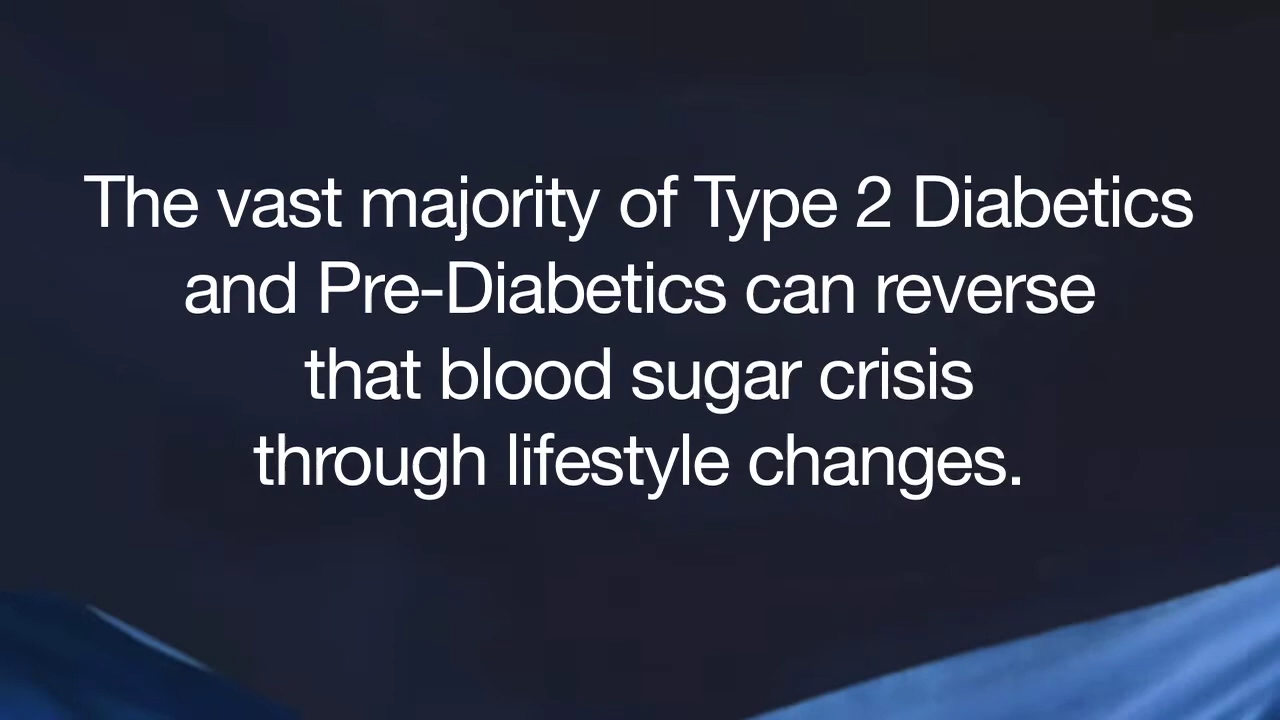 The vast majority of Type 2 Diabetics
and Pre-Diabetics can reverse
that blood sugar crisis
through lifestyle changes.